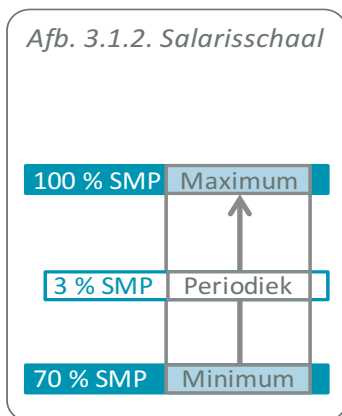 Afb. 3.1.2. Salarisschaal
100 % SMP Maximum
3 % SMP Periodiek
70 % SMP Minimum